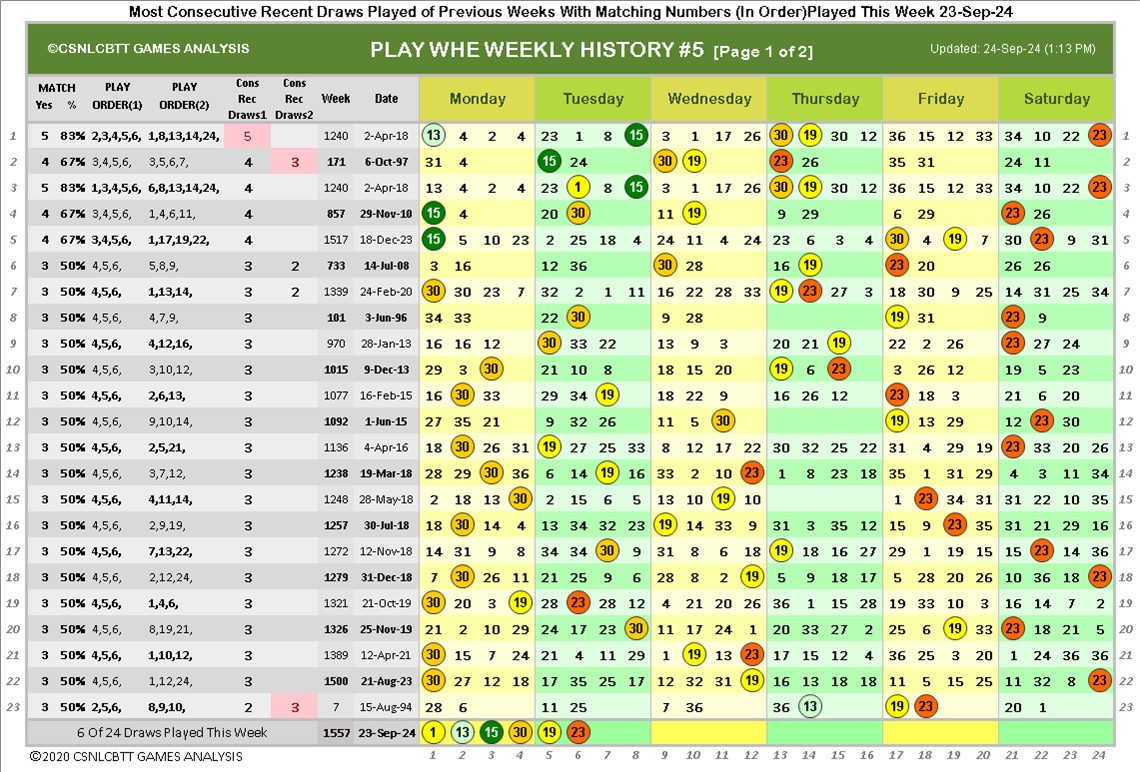 Most Consecutive Recent Draws Played of Previous Weeks With Matching Numbers (In Order)Played This Week 23-Sep-24
©CSNLCBTT GAMES ANALYSIS PLAY WHE WEEKLY HISTORY #5 [Page 1 of 2] Updated: 24-Sep-24 (1:13 PM)
MATCH Yes % PLAY ORDER(1) PLAY ORDER(2) Cons Rec Draws1 Cons Rec Draws2 Week Date Monday Tuesday Wednesday Thursday Friday Saturday
1 5 83% 2,3,4,5,6, 1,8,13,14,24, 5 1240 2-Apr-18 13 4 2 4 23 1 8 15 3 1 17 26 30 19 30 12 36 15 12 33 34 10 22 23 1
2 4 67% 3,4,5,6, 3,5,6,7, 4 3 171 6-Oct-97 31 4 15 24 30 19 23 26 35 31 24 11 2
3 5 83% 1,3,4,5,6, 6,8,13,14,24, 4 1240 2-Apr-18 13 4 2 4 23 1 8 15 3 1 17 26 30 19 30 12 36 15 12 33 34 10 22 23 3
4 4 67% 3,4,5,6, 1,4,6,11, 4 857 29-Nov-10 15 4 20 30 11 19 9 29 6 29 23 26 4
5 4 67% 3,4,5,6, 1,17,19,22, 4 1517 18-Dec-23 15 5 10 23 2 25 18 4 24 11 4 24 23 6 3 4 30 4 19 7 30 23 9 31 5
6 3 50% 4,5,6, 5,8,9, 3 2 733 14-Jul-08 3 16 12 36 30 28 16 19 23 20 26 26 6
7 3 50% 4,5,6, 1,13,14, 3 2 1339 24-Feb-20 30 30 23 7 32 2 1 11 16 22 28 33 19 23 27 3 18 30 9 25 14 31 25 34 7
8 3 50% 4,5,6, 4,7,9, 3 101 3-Jun-96 34 33 22 30 9 28 19 31 23 9 8
9 3 50% 4,5,6, 4,12,16, 3 970 28-Jan-13 16 16 12 30 33 22 13 9 3 20 21 19 22 2 26 23 27 24 9
10 3 50% 4,5,6, 3,10,12, 3 1015 9-Dec-13 29 3 30 21 10 8 18 15 20 19 6 23 3 26 12 19 5 23 10
11 3 50% 4,5,6, 2,6,13, 3 1077 16-Feb-15 16 30 33 29 34 19 18 22 9 16 26 12 23 18 3 21 6 20 11
12 3 50% 4,5,6, 9,10,14, 3 1092 1-Jun-15 27 35 21 9 32 26 11 5 30 19 13 29 12 23 30 12
13 3 50% 4,5,6, 2,5,21, 3 1136 4-Apr-16 18 30 26 31 19 27 25 33 8 12 17 22 30 32 25 22 31 4 29 19 23 33 20 26 13
14 3 50% 4,5,6, 3,7,12, 3 1238 19-Mar-18 28 29 30 36 6 14 19 16 33 2 10 23 1 8 23 18 35 1 31 29 4 3 11 34 14
15 3 50% 4,5,6, 4,11,14, 3 1248 28-May-18 2 18 13 30 2 15 6 5 13 10 19 10 1 23 34 31 31 22 10 35 15
16 3 50% 4,5,6, 2,9,19, 3 1257 30-Jul-18 18 30 14 4 13 34 32 23 19 14 33 9 31 3 35 12 15 9 23 35 31 21 29 16 16
17 3 50% 4,5,6, 7,13,22, 3 1272 12-Nov-18 14 31 9 8 34 34 30 9 31 8 6 18 19 18 16 27 29 1 19 15 15 23 14 36 17
18 3 50% 4,5,6, 2,12,24, 3 1279 31-Dec-18 7 30 26 11 21 25 9 6 28 8 2 19 5 9 18 17 5 28 20 26 10 36 18 23 18
19 3 50% 4,5,6, 1,4,6, 3 1321 21-Oct-19 30 20 3 19 28 23 28 12 4 21 20 26 36 1 15 28 19 33 10 3 16 14 7 2 19
20 3 50% 4,5,6, 8,19,21, 3 1326 25-Nov-19 21 2 10 29 24 17 23 30 11 17 24 1 20 33 27 2 25 6 19 33 23 18 21 5 20
21 3 50% 4,5,6, 1,10,12, 3 1389 12-Apr-21 30 15 7 24 21 4 11 29 1 19 13 23 17 15 12 4 36 25 3 20 1 24 36 36 21
22 3 50% 4,5,6, 1,12,24, 3 1500 21-Aug-23 30 27 12 18 17 35 25 17 12 32 31 19 16 13 18 18 11 5 15 25 11 32 8 23 22
23 3 50% 2,5,6, 8,9,10, 2 3 7 15-Aug-94 28 6 11 25 7 36 36 13 19 23 20 1 23
6 Of 24 Draws Played This Week 1557 23-Sep-24 1 13 15 30 19 23
©2020 CSNLCBTT GAMES ANALYSIS 1 2 3 4 5 6 7 8 9 10 11 12 13 14 15 16 17 18 19 20 21 22 23 24